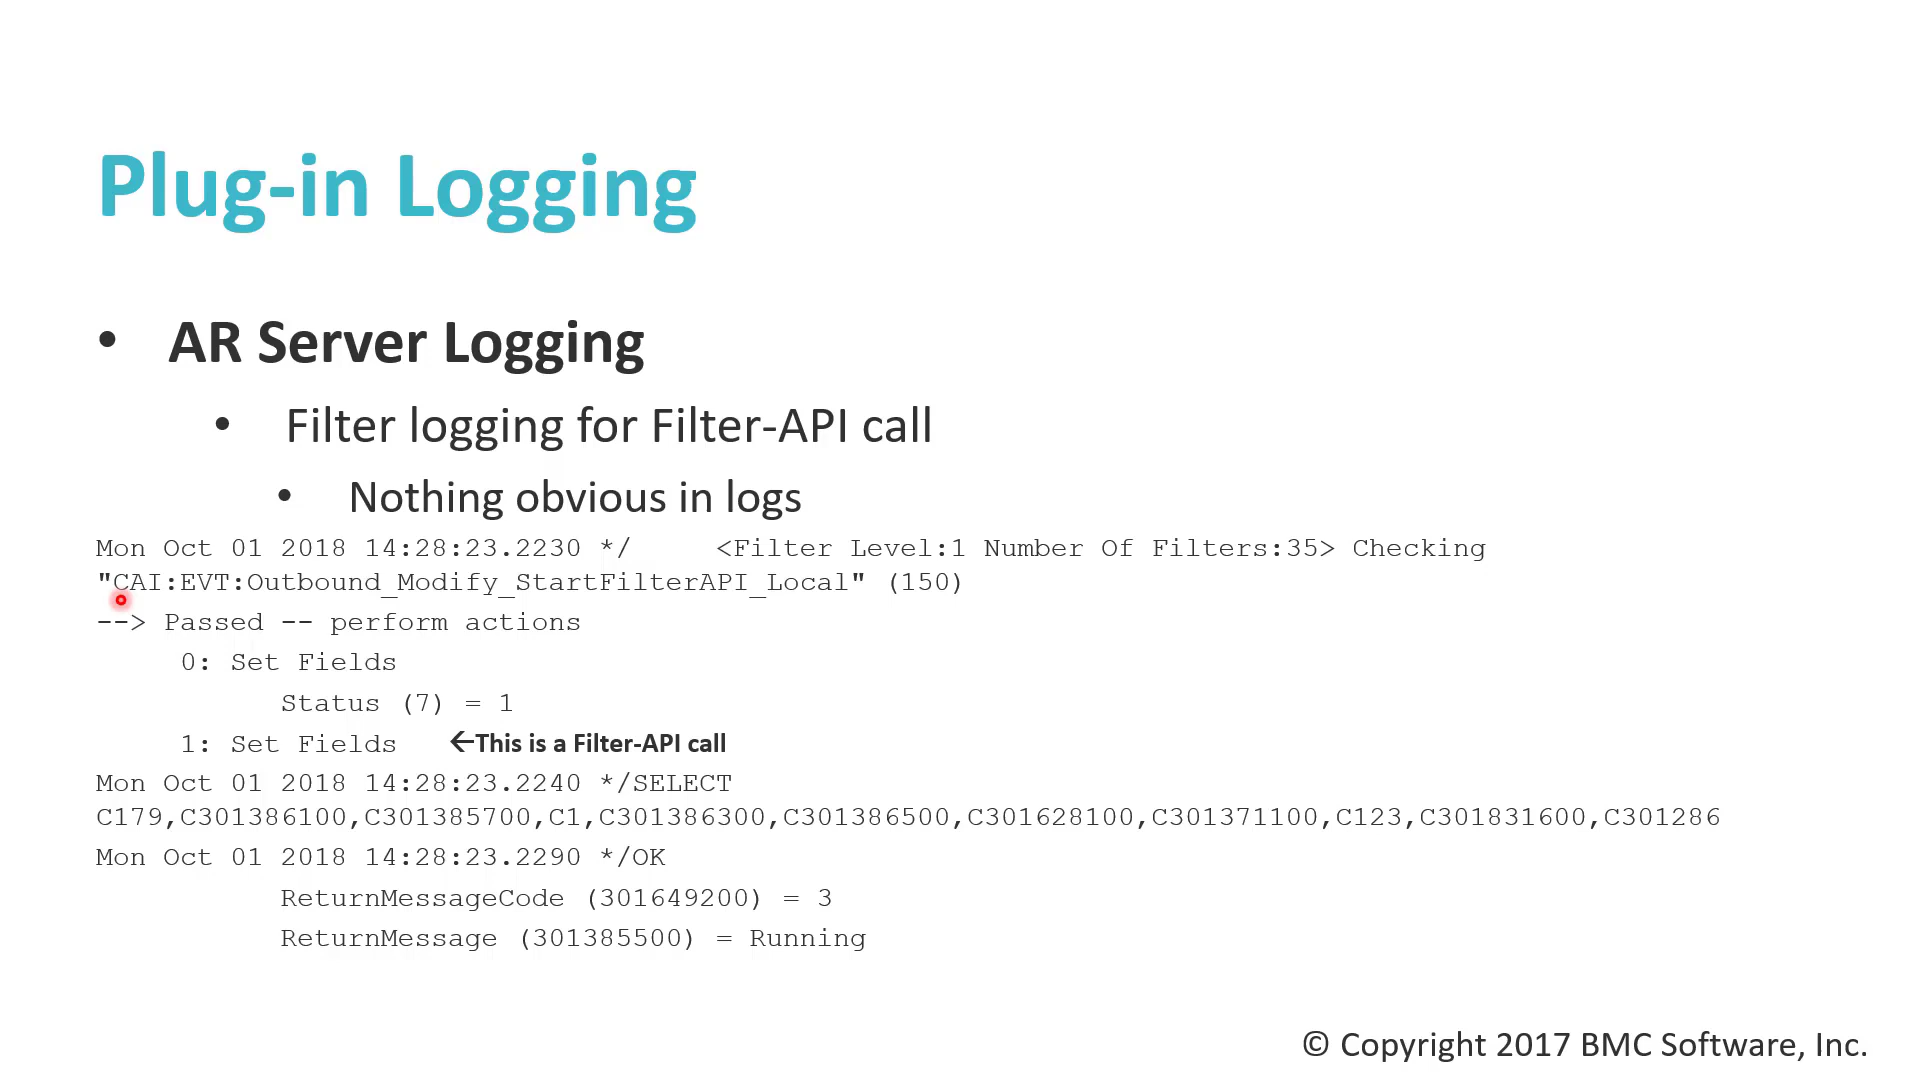 Plug-in Logging
• AR Server Logging
• Filter logging for Filter-API call
• Nothing obvious in logs
Mon Oct 01 2018 14:28:23.2230 */     <Filter Level:1 Number Of Filters:35> Checking
"CAI:EVT:Outbound_Modify_StartFilterAPI_Local" (150)
--> Passed -- perform actions
0: Set Fields
Status (7) = 1
1: Set Fields   ←This is a Filter-API call
Mon Oct 01 2018 14:28:23.2240 */SELECT
C179,C301386100,C301385700,C1,C301386300,C301386500,C301628100,C301371100,C123,C301831600,C301286
Mon Oct 01 2018 14:28:23.2290 */OK
ReturnMessageCode (301649200) = 3
ReturnMessage (301385500) = Running
© Copyright 2017 BMC Software, Inc.